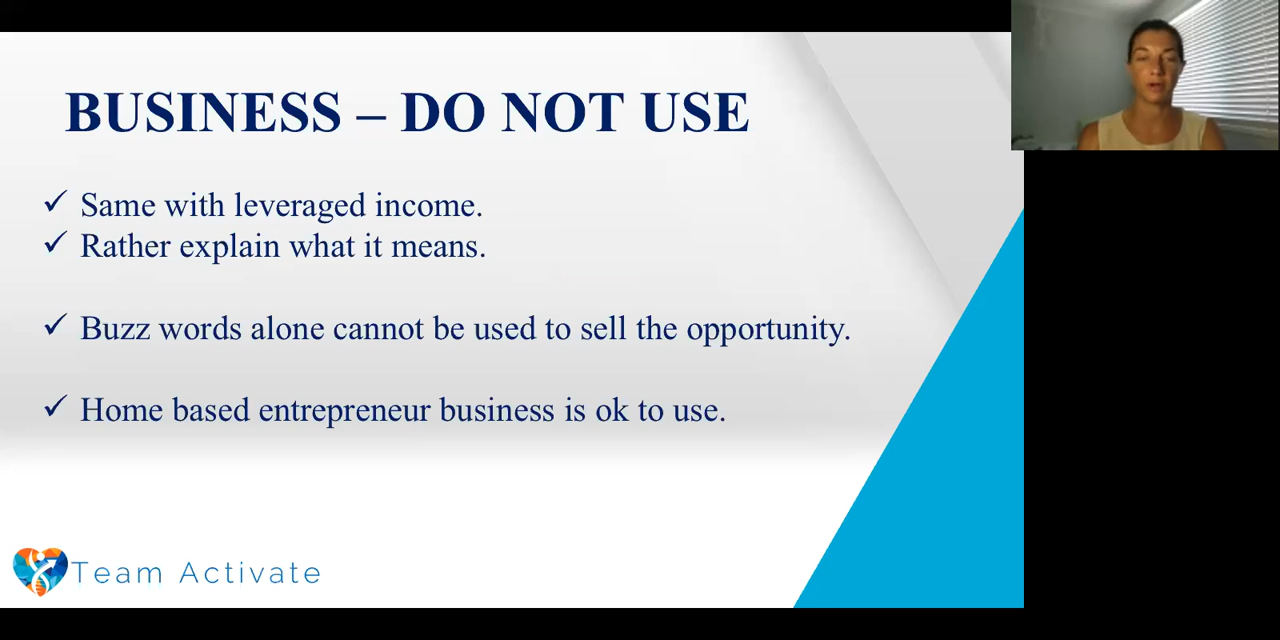 BUSINESS – DO NOT USE
✓ Same with leveraged income.
✓ Rather explain what it means.
✓ Buzz words alone cannot be used to sell the opportunity.
✓ Home based entrepreneur business is ok to use.
Team Activate